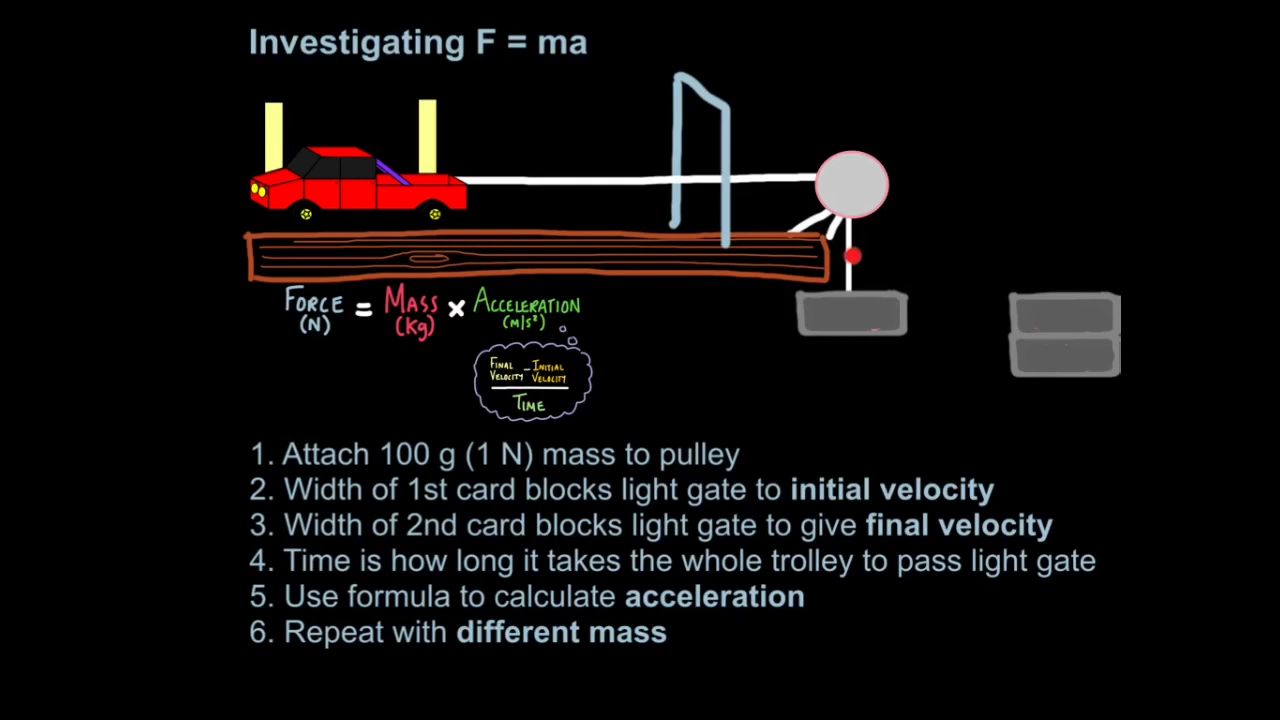 Investigating F = ma
FORCE = MASS × ACCELERATION
(N) (Kg) (M/S²)
FINAL VELOCITY – INITIAL VELOCITY
TIME
1. Attach 100 g (1 N) mass to pulley
2. Width of 1st card blocks light gate to initial velocity
3. Width of 2nd card blocks light gate to give final velocity
4. Time is how long it takes the whole trolley to pass light gate
5. Use formula to calculate acceleration
6. Repeat with different mass